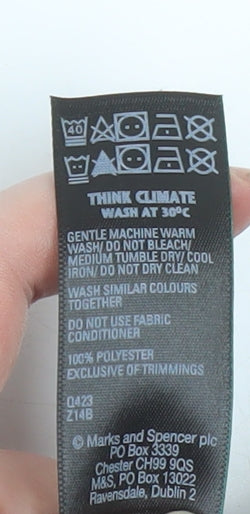 40
THINK CLIMATE
WASH AT 30ºC
GENTLE MACHINE WARM
WASH/ DO NOT BLEACH/
MEDIUM TUMBLE DRY/ COOL
IRON/ DO NOT DRY CLEAN
WASH SIMILAR COLOURS
TOGETHER
DO NOT USE FABRIC
CONDITIONER
100% POLYESTER
EXCLUSIVE OF TRIMMINGS
Q423
Z14B
© Marks and Spencer plc
PO Box 3339
Chester CH99 9QS
M&S, PO Box 13022
Ravensdale, Dublin 2